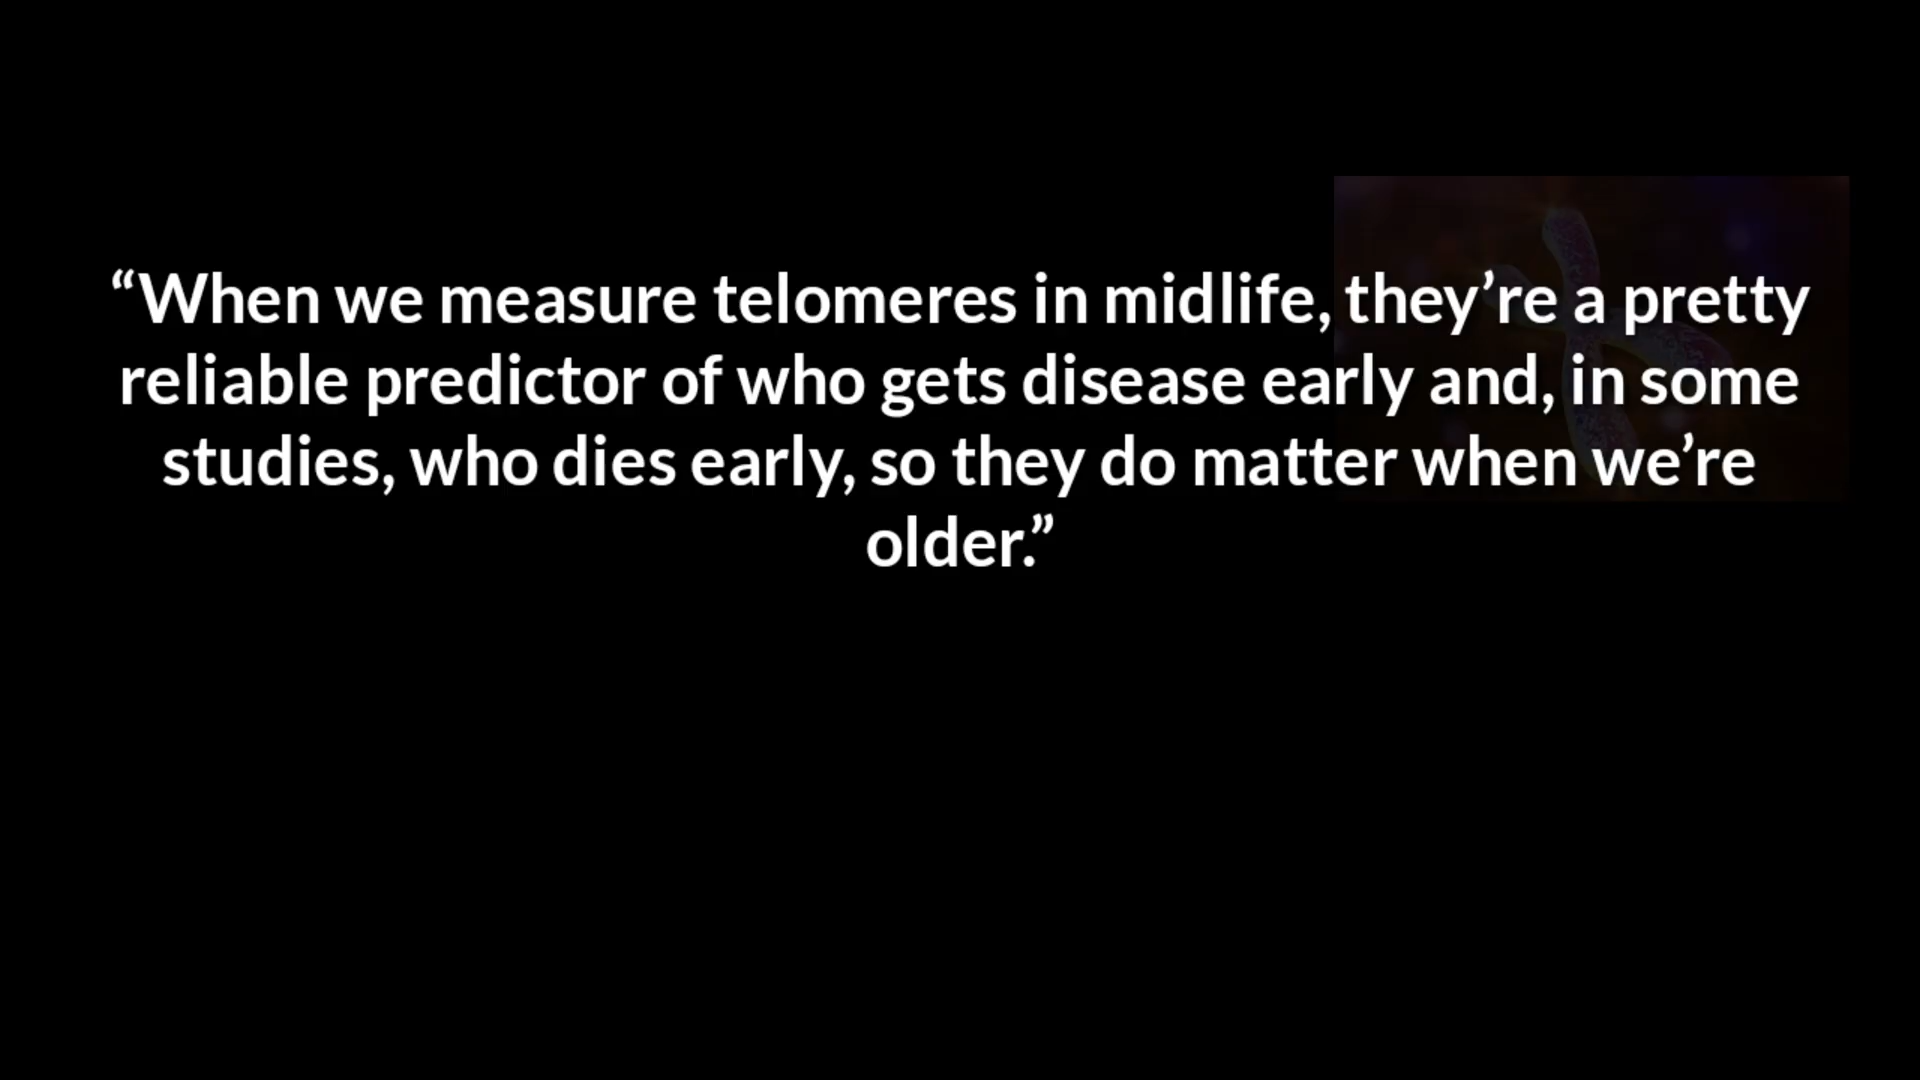 “When we measure telomeres in midlife, they’re a pretty
reliable predictor of who gets disease early and, in some
studies, who dies early, so they do matter when we’re
older.”